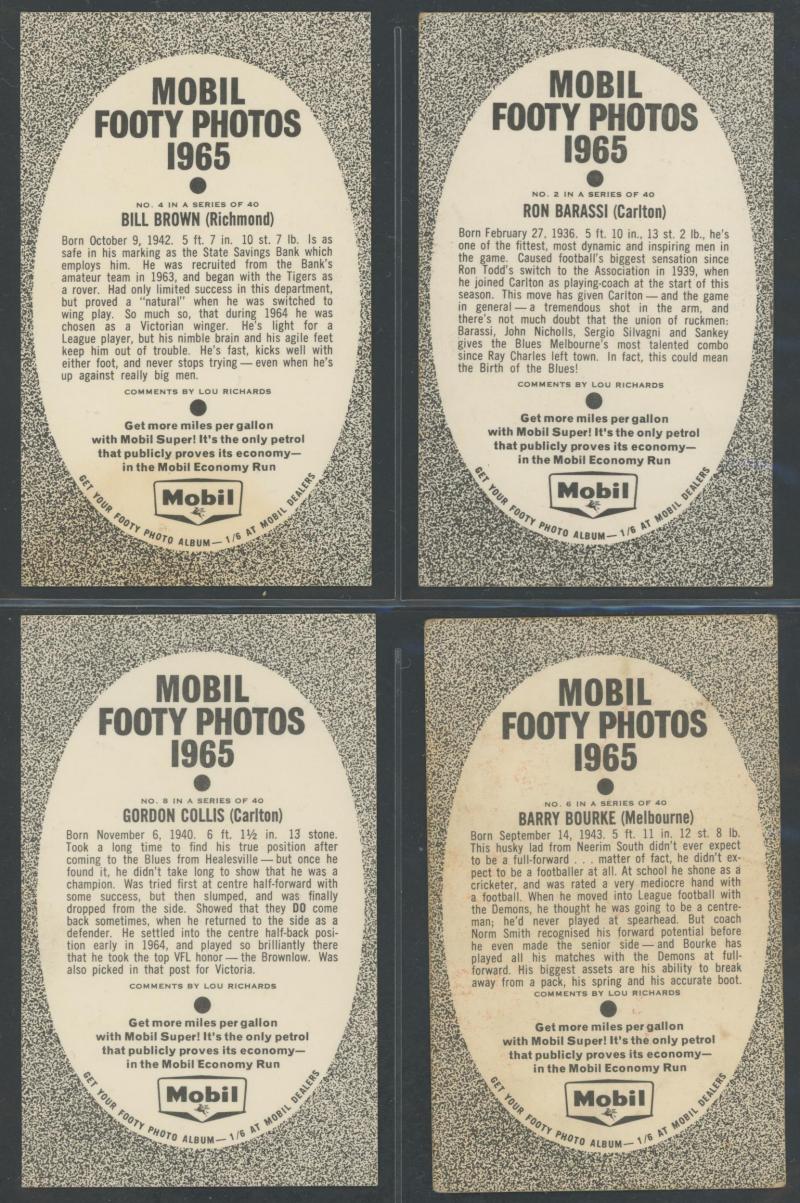 MOBIL
FOOTY PHOTOS
1965
NO. 4 IN A SERIES OF 40
BILL BROWN (Richmond)
Born October 9, 1942. 5 ft. 7 in. 10 st. 7 lb. Is as
safe in his marking as the State Savings Bank which
employs him. He was recruited from the Bank's
amateur team in 1963, and began with the Tigers as
a rover. Had only limited success in this department,
but proved a "natural" when he was switched to
wing play. So much so, that during 1964 he was
chosen as a Victorian winger. He's light for a
League player, but his nimble brain and his agile feet
keep him out of trouble. He's fast, kicks well with
either foot, and never stops trying — even when he's
up against really big men.
COMMENTS BY LOU RICHARDS
Get more miles per gallon
with Mobil Super! It's the only petrol
that publicly proves its economy—
in the Mobil Economy Run
Mobil
GET YOUR FOOTY PHOTO ALBUM— 1/6 AT MOBIL DEALERS
MOBIL
FOOTY PHOTOS
1965
NO. 2 IN A SERIES OF 40
RON BARASSI (Carlton)
Born February 27, 1936. 5 ft. 10 in., 13 st. 2 lb., he's
one of the fittest, most dynamic and inspiring men in
the game. Caused football's biggest sensation since
Ron Todd's switch to the Association in 1939, when
he joined Carlton as playing-coach at the start of this
season. This move has given Carlton — and the game
in general — a tremendous shot in the arm, and
there's not much doubt that the union of ruckmen:
Barassi, John Nicholls, Sergio Silvagni and Sankey
gives the Blues Melbourne's most talented combo
since Ray Charles left town. In fact, this could mean
the Birth of the Blues!
COMMENTS BY LOU RICHARDS
Get more miles per gallon
with Mobil Super! It's the only petrol
that publicly proves its economy—
in the Mobil Economy Run
Mobil
GET YOUR FOOTY PHOTO ALBUM— 1/6 AT MOBIL DEALERS
MOBIL
FOOTY PHOTOS
1965
NO. 8 IN A SERIES OF 40
GORDON COLLIS (Carlton)
Born November 6, 1940. 6 ft. 1½ in. 13 stone.
Took a long time to find his true position after
coming to the Blues from Healesville — but once he
found it, he didn't take long to show that he was a
champion. Was tried first at centre half-forward with
some success, but then slumped, and was finally
dropped from the side. Showed that they DO come
back sometimes, when he returned to the side as a
defender. He settled into the centre half-back posi-
tion early in 1964, and played so brilliantly there
that he took the top VFL honor — the Brownlow. Was
also picked in that post for Victoria.
COMMENTS BY LOU RICHARDS
Get more miles per gallon
with Mobil Super! It's the only petrol
that publicly proves its economy—
in the Mobil Economy Run
Mobil
GET YOUR FOOTY PHOTO ALBUM— 1/6 AT MOBIL DEALERS
MOBIL
FOOTY PHOTOS
1965
NO. 6 IN A SERIES OF 40
BARRY BOURKE (Melbourne)
Born September 14, 1943. 5 ft. 11 in. 12 st. 8 lb.
This husky lad from Neerim South didn't ever expect
to be a full-forward . . . matter of fact, he didn't ex-
pect to be a footballer at all. At school he shone as a
cricketer, and was rated a very mediocre hand with
a football. When he moved into League football with
the Demons, he thought he was going to be a centre-
man; he'd never played at spearhead. But coach
Norm Smith recognised his forward potential before
he even made the senior side — and Bourke has
played all his matches with the Demons at full-
forward. His biggest assets are his ability to break
away from a pack, his spring and his accurate boot.
COMMENTS BY LOU RICHARDS
Get more miles per gallon
with Mobil Super! It's the only petrol
that publicly proves its economy—
in the Mobil Economy Run
Mobil
GET YOUR FOOTY PHOTO ALBUM— 1/6 AT MOBIL DEALERS